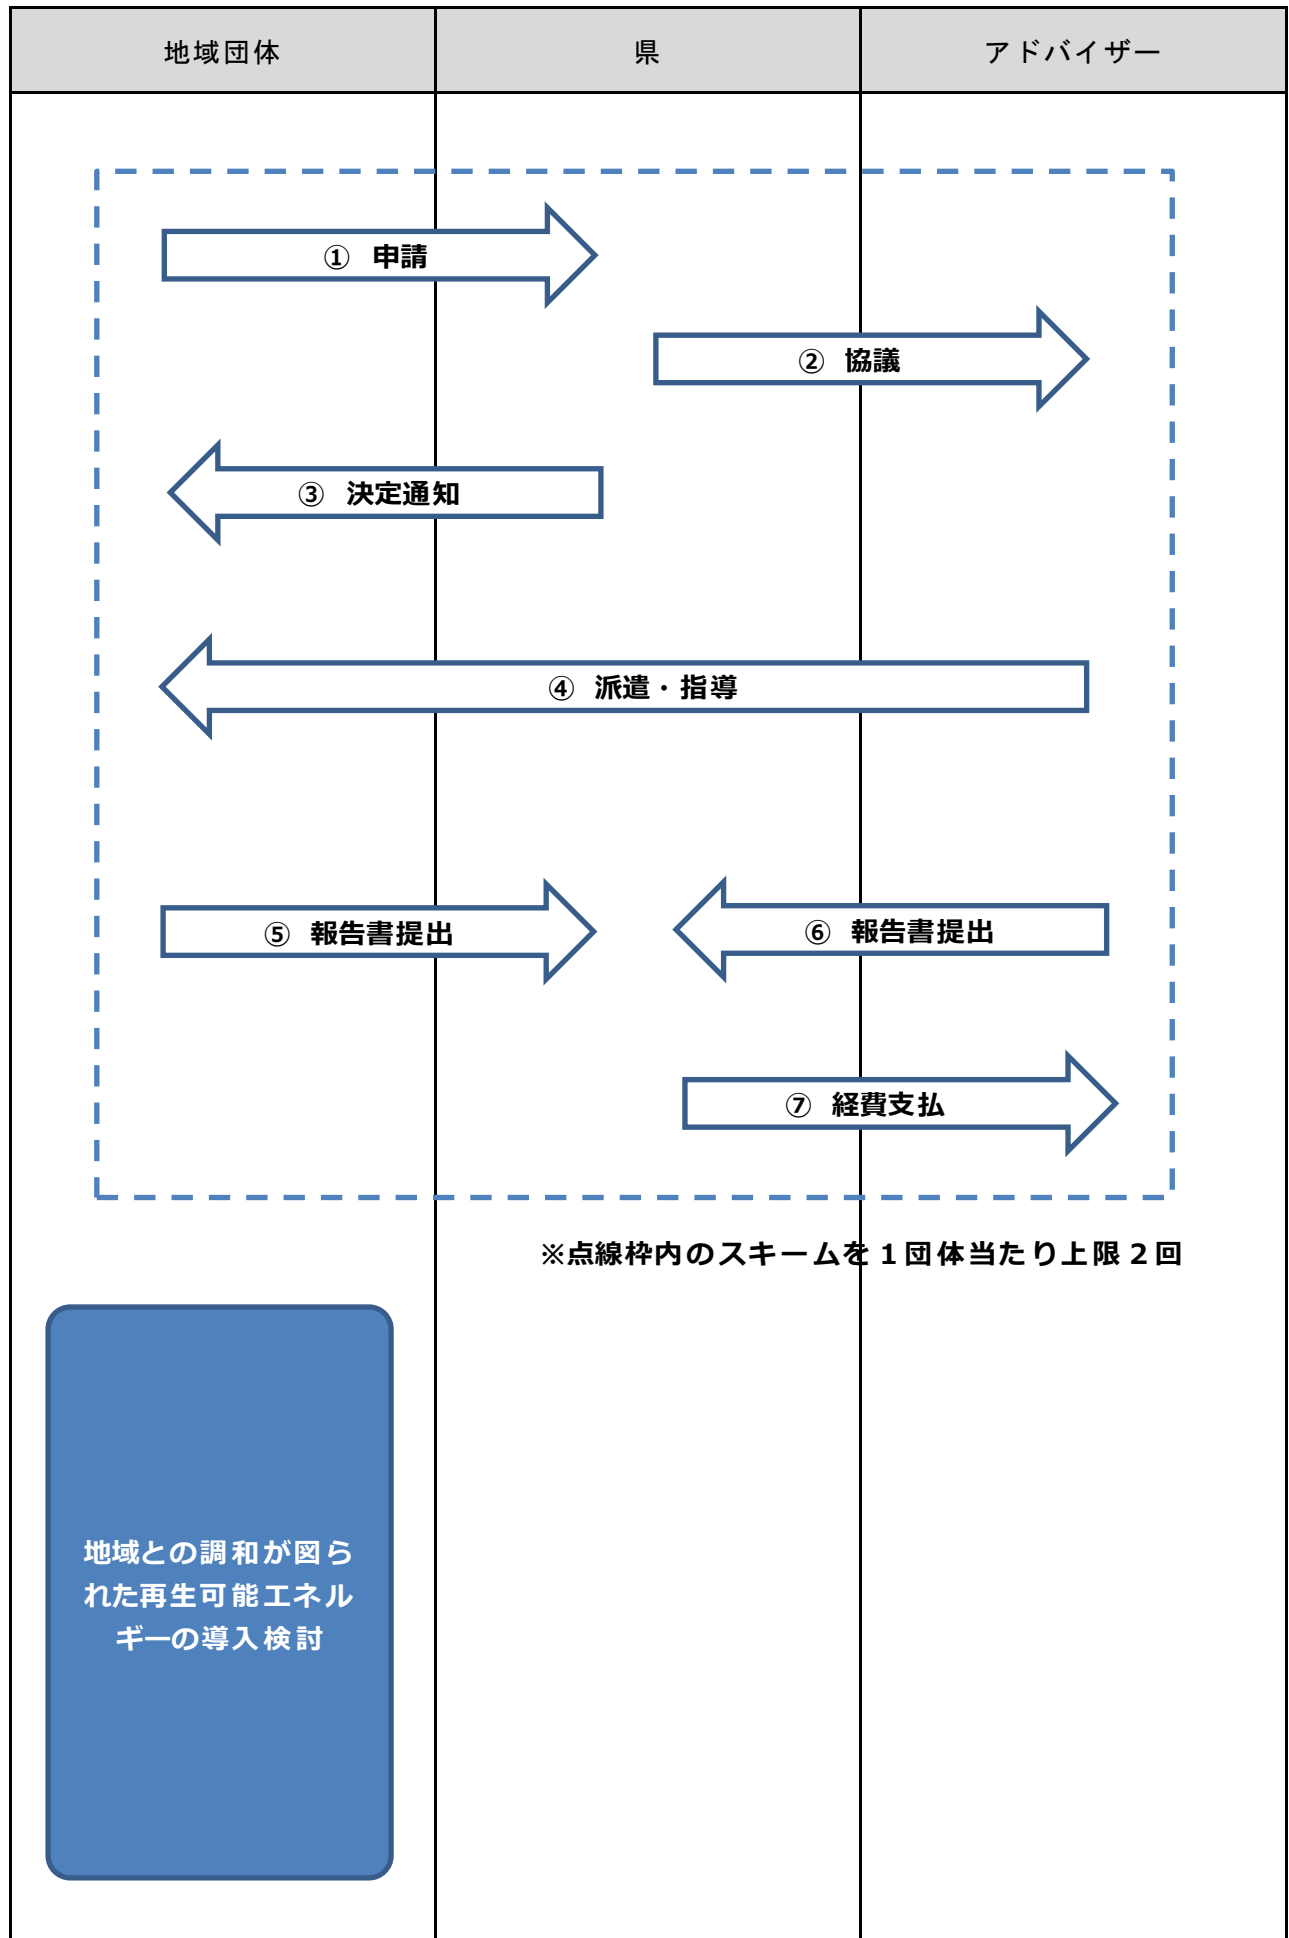 地域団体
県
アドバイザー
① 申請
② 協議
③ 決定通知
④ 派遣・指導
⑤ 報告書提出
⑥ 報告書提出
⑦ 経費支払
※点線枠内のスキームを１団体当たり上限２回
地域との調和が図ら
れた再生可能エネル
ギーの導入検討